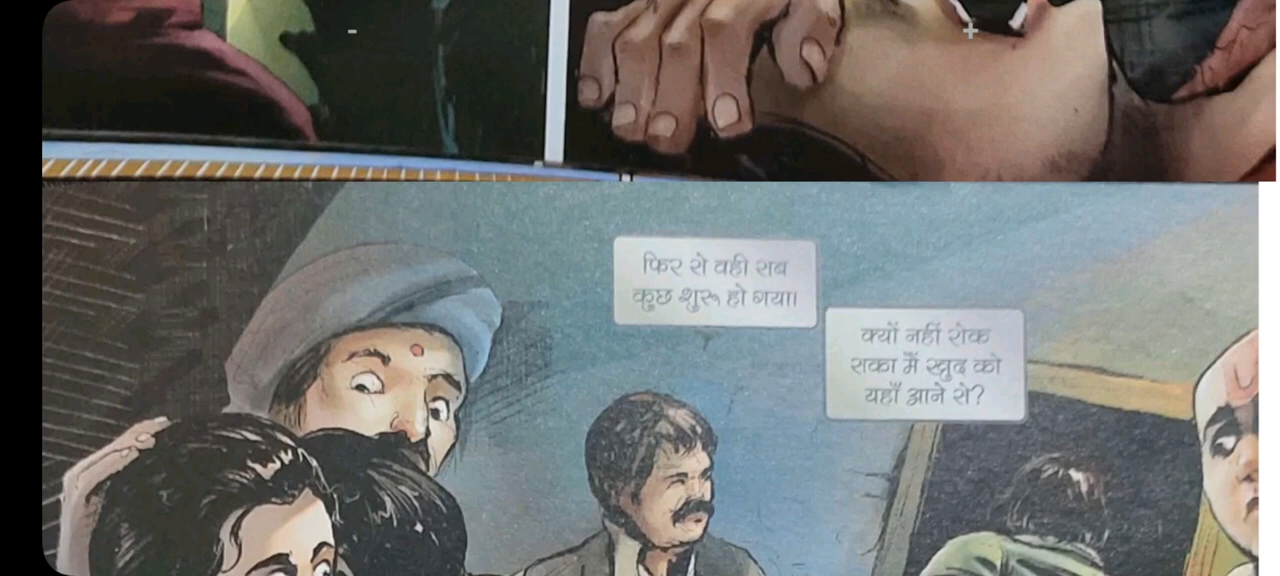 फिर से वही सब
कुछ शुरू हो गया।
क्यों नहीं रोक
सका मैं खुद को
यहाँ आने से?